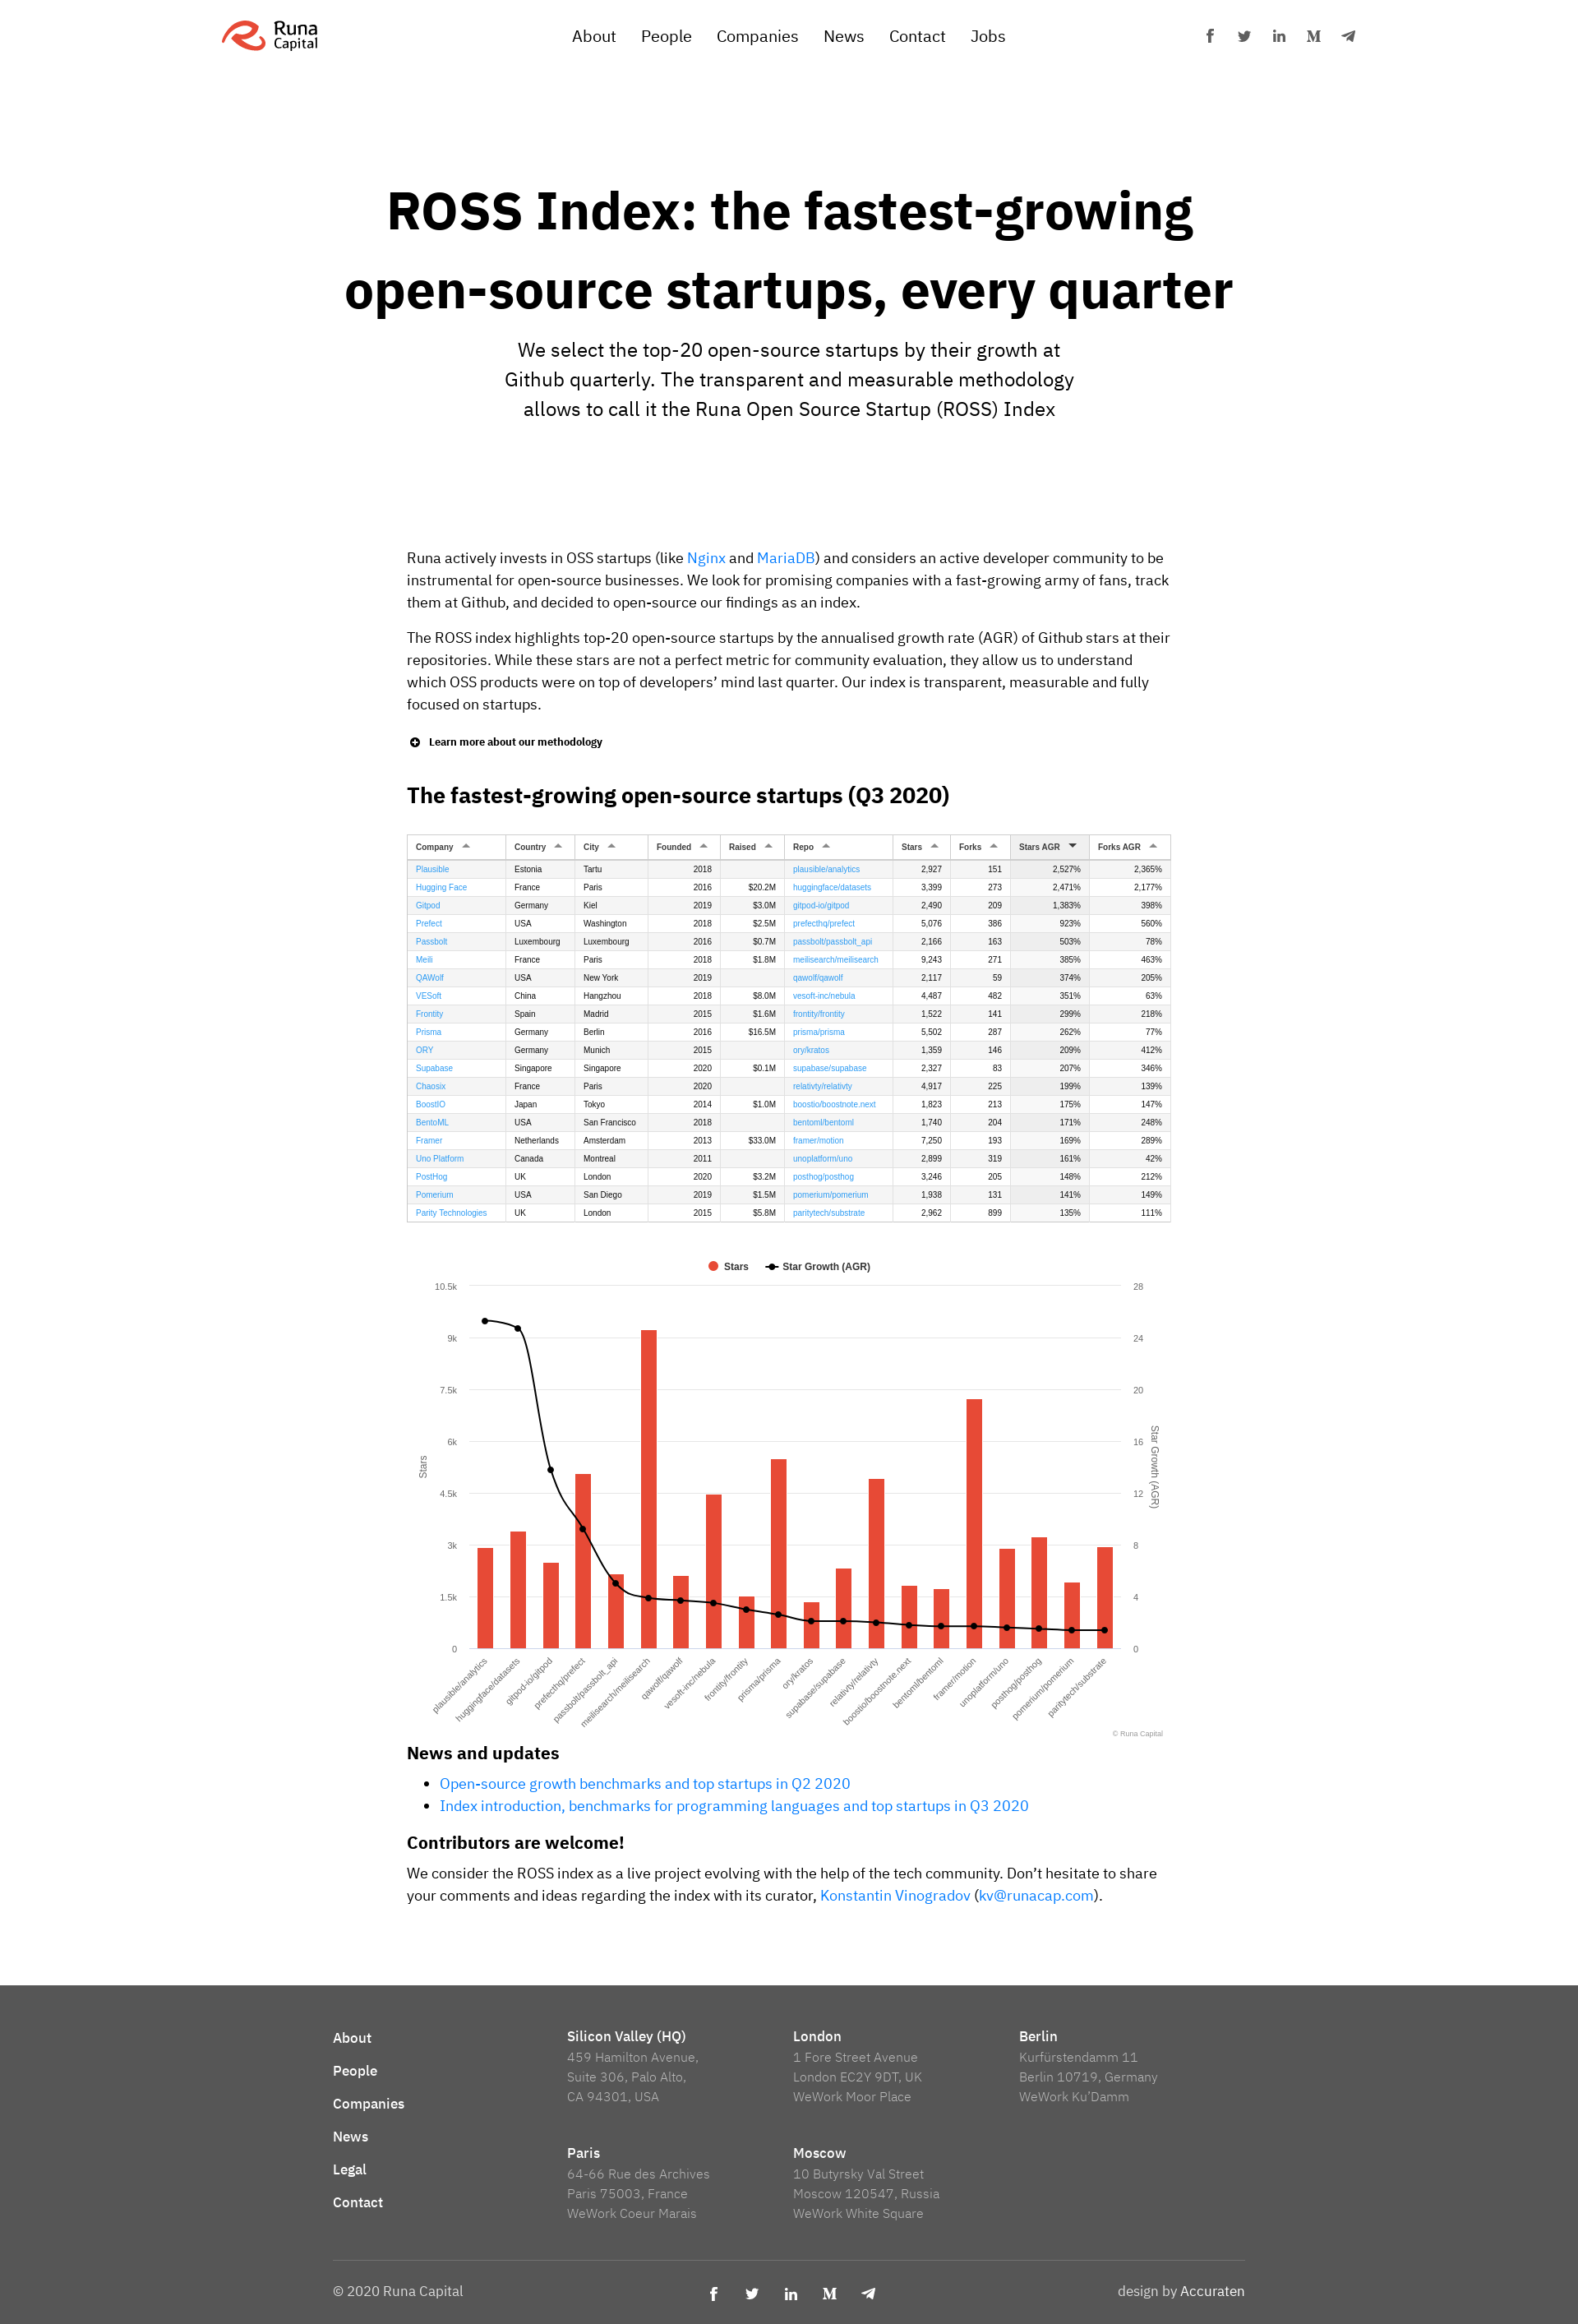 Runa
Capital
About People Companies News Contact Jobs
ROSS Index: the fastest-growing
open-source startups, every quarter
We select the top-20 open-source startups by their growth at
Github quarterly. The transparent and measurable methodology
allows to call it the Runa Open Source Startup (ROSS) Index
Runa actively invests in OSS startups (like Nginx and MariaDB) and considers an active developer community to be
instrumental for open-source businesses. We look for promising companies with a fast-growing army of fans, track
them at Github, and decided to open-source our findings as an index.
The ROSS index highlights top-20 open-source startups by the annualised growth rate (AGR) of Github stars at their
repositories. While these stars are not a perfect metric for community evaluation, they allow us to understand
which OSS products were on top of developers’ mind last quarter. Our index is transparent, measurable and fully
focused on startups.
Learn more about our methodology
The fastest-growing open-source startups (Q3 2020)
Company Country City Founded Raised Repo Stars Forks Stars AGR Forks AGR
Plausible Estonia Tartu 2018 plausible/analytics 2,927 151 2,527% 2,365%
Hugging Face France Paris 2016 $20.2M huggingface/datasets 3,399 273 2,471% 2,177%
Gitpod Germany Kiel 2019 $3.0M gitpod-io/gitpod 2,490 209 1,383% 398%
Prefect USA Washington 2018 $2.5M prefecthq/prefect 5,076 386 923% 560%
Passbolt Luxembourg Luxembourg 2016 $0.7M passbolt/passbolt_api 2,166 163 503% 78%
Meili France Paris 2018 $1.8M meilisearch/meilisearch 9,243 271 385% 463%
QAWolf USA New York 2019 qawolf/qawolf 2,117 59 374% 205%
VESoft China Hangzhou 2018 $8.0M vesoft-inc/nebula 4,487 482 351% 63%
Frontity Spain Madrid 2015 $1.6M frontity/frontity 1,522 141 299% 218%
Prisma Germany Berlin 2016 $16.5M prisma/prisma 5,502 287 262% 77%
ORY Germany Munich 2015 ory/kratos 1,359 146 209% 412%
Supabase Singapore Singapore 2020 $0.1M supabase/supabase 2,327 83 207% 346%
Chaosix France Paris 2020 relativty/relativty 4,917 225 199% 139%
BoostIO Japan Tokyo 2014 $1.0M boostio/boostnote.next 1,823 213 175% 147%
BentoML USA San Francisco 2018 bentoml/bentoml 1,740 204 171% 248%
Framer Netherlands Amsterdam 2013 $33.0M framer/motion 7,250 193 169% 289%
Uno Platform Canada Montreal 2011 unoplatform/uno 2,899 319 161% 42%
PostHog UK London 2020 $3.2M posthog/posthog 3,246 205 148% 212%
Pomerium USA San Diego 2019 $1.5M pomerium/pomerium 1,938 131 141% 149%
Parity Technologies UK London 2015 $5.8M paritytech/substrate 2,962 899 135% 111%
Stars Star Growth (AGR)
10.5k 28
9k 24
7.5k 20
6k 16
4.5k 12
3k 8
1.5k 4
0 0
Stars
Star Growth (AGR)
plausible/analytics
huggingface/datasets
gitpod-io/gitpod
prefecthq/prefect
passbolt/passbolt_api
meilisearch/meilisearch
qawolf/qawolf
vesoft-inc/nebula
frontity/frontity
prisma/prisma
ory/kratos
supabase/supabase
relativty/relativty
boostio/boostnote.next
bentoml/bentoml
framer/motion
unoplatform/uno
posthog/posthog
pomerium/pomerium
paritytech/substrate
© Runa Capital
News and updates
Open-source growth benchmarks and top startups in Q2 2020
Index introduction, benchmarks for programming languages and top startups in Q3 2020
Contributors are welcome!
We consider the ROSS index as a live project evolving with the help of the tech community. Don’t hesitate to share
your comments and ideas regarding the index with its curator, Konstantin Vinogradov (kv@runacap.com).
About
People
Companies
News
Legal
Contact
Silicon Valley (HQ)
459 Hamilton Avenue,
Suite 306, Palo Alto,
CA 94301, USA
London
1 Fore Street Avenue
London EC2Y 9DT, UK
WeWork Moor Place
Berlin
Kurfürstendamm 11
Berlin 10719, Germany
WeWork Ku’Damm
Paris
64-66 Rue des Archives
Paris 75003, France
WeWork Coeur Marais
Moscow
10 Butyrsky Val Street
Moscow 120547, Russia
WeWork White Square
© 2020 Runa Capital
design by Accuraten